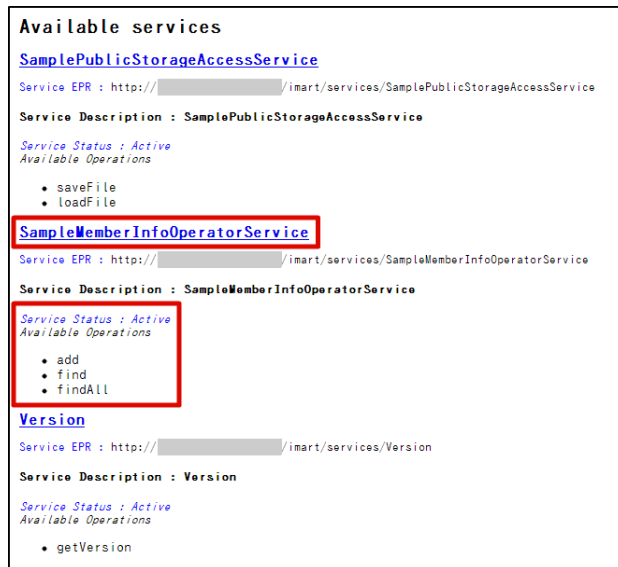 Available services
SamplePublicStorageAccessService
Service EPR : http:// /imart/services/SamplePublicStorageAccessService
Service Description : SamplePublicStorageAccessService
Service Status : Active
Available Operations
• saveFile
• loadFile
SampleMemberInfoOperatorService
Service EPR : http:// /imart/services/SampleMemberInfoOperatorService
Service Description : SampleMemberInfoOperatorService
Service Status : Active
Available Operations
• add
• find
• findAll
Version
Service EPR : http:// /imart/services/Version
Service Description : Version
Service Status : Active
Available Operations
• getVersion